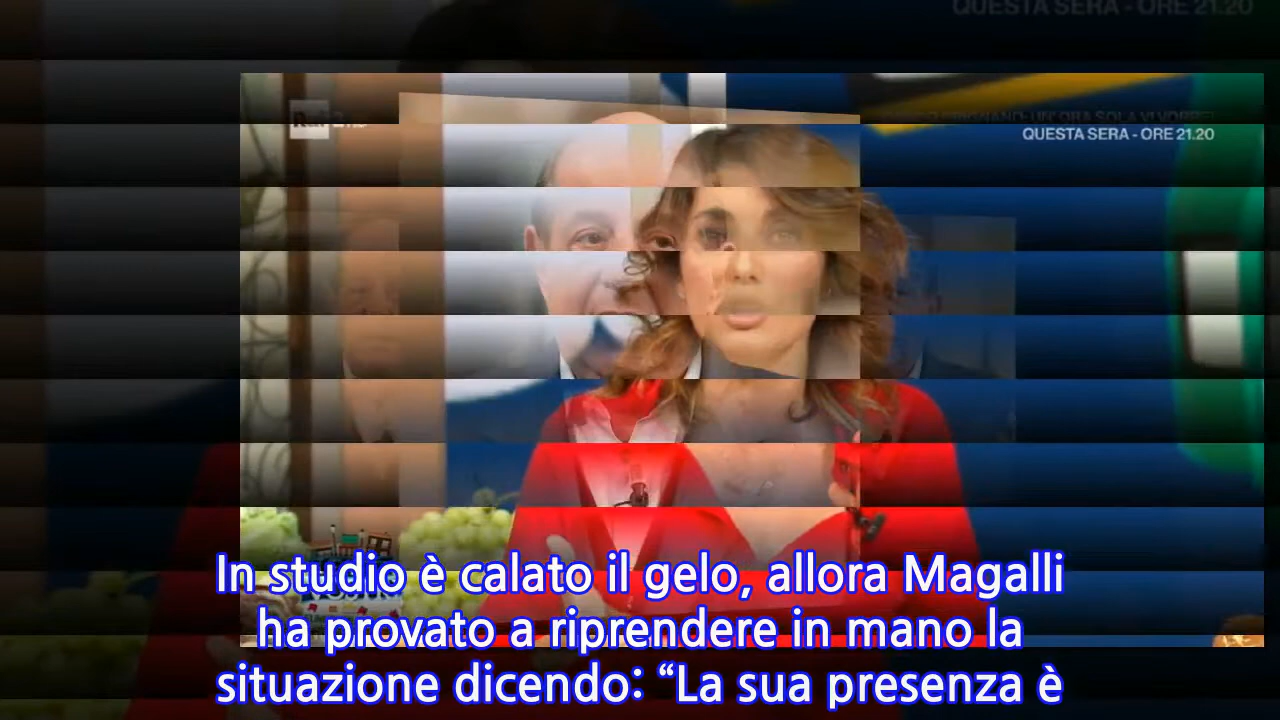 QUESTA SERA - ORE 21.20
QUESTA SERA - ORE 21.20
In studio è calato il gelo, allora Magalli
ha provato a riprendere in mano la
situazione dicendo: “La sua presenza è